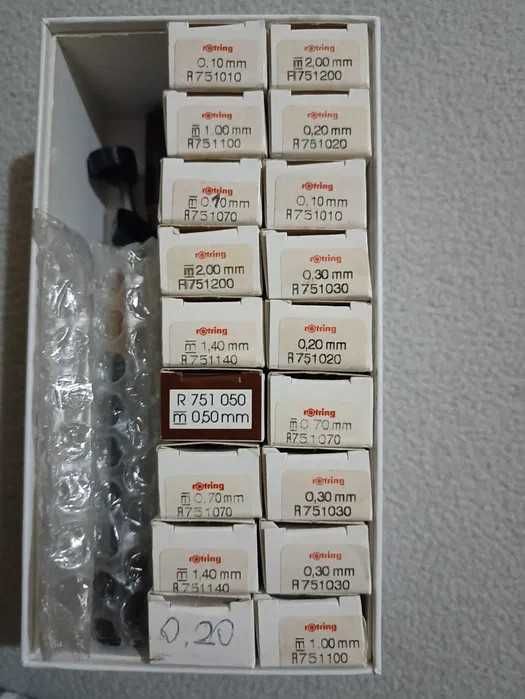 rotring
0.10 mm
R751010
rotring
m 2,00 mm
R751200
rotring
m 1.00 mm
R751100
rotring
0,20 mm
R751020
rotring
m 0,10 mm
R751070
rotring
0,10 mm
R751010
rotring
m 2,00 mm
R751200
rotring
0,30 mm
R751030
rotring
m 1,40 mm
R751140
rotring
0,20 mm
R751020
R 751 050
m 0,50 mm
rotring
m 0,70 mm
R751070
rotring
m 0,70 mm
R751070
rotring
0,30 mm
R751030
rotring
m 1,40 mm
R751140
rotring
0,30 mm
R751030
0.20
rotring
m 1.00 mm
R751100